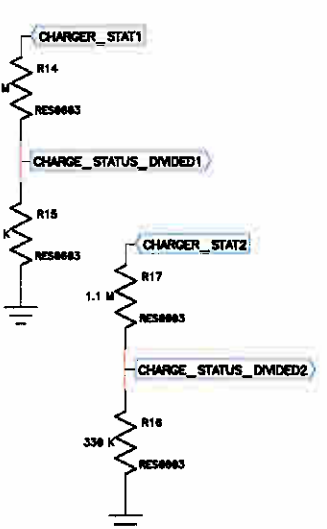 CHARGER_STAT1
R14
M
RES0603
CHARGE_STATUS_DIVIDED1
R15
K
RES0603
CHARGER_STAT2
R17
1.1 M
RES0603
CHARGE_STATUS_DIVIDED2
R16
330 K
RES0603